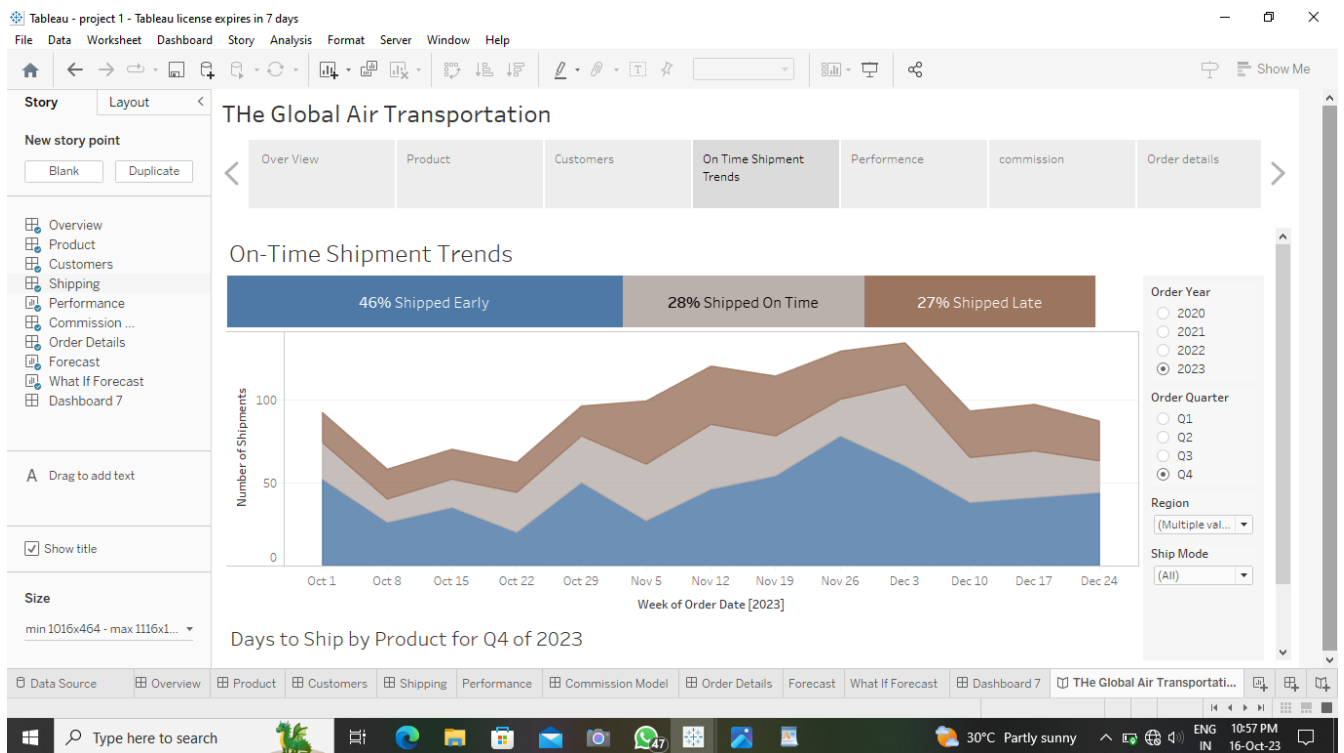 Tableau - project 1 - Tableau license expires in 7 days
File Data Worksheet Dashboard Story Analysis Format Server Window Help
Show Me
Story Layout
New story point
Blank Duplicate
Overview
Product
Customers
Shipping
Performance
Commission ...
Order Details
Forecast
What If Forecast
Dashboard 7
A Drag to add text
Show title
Size
min 1016x464 - max 1116x1...
THe Global Air Transportation
Over View
Product
Customers
On Time Shipment
Trends
Performence
commission
Order details
On-Time Shipment Trends
46% Shipped Early
28% Shipped On Time
27% Shipped Late
Number of Shipments
100
50
0
Oct 1 Oct 8 Oct 15 Oct 22 Oct 29 Nov 5 Nov 12 Nov 19 Nov 26 Dec 3 Dec 10 Dec 17 Dec 24
Week of Order Date [2023]
Days to Ship by Product for Q4 of 2023
Order Year
2020
2021
2022
2023
Order Quarter
Q1
Q2
Q3
Q4
Region
(Multiple val...
Ship Mode
(All)
Data Source Overview Product Customers Shipping Performance Commission Model Order Details Forecast What If Forecast Dashboard 7 THe Global Air Transportati...
Type here to search
47
30°C Partly sunny
ENG
IN
10:57 PM
16-Oct-23